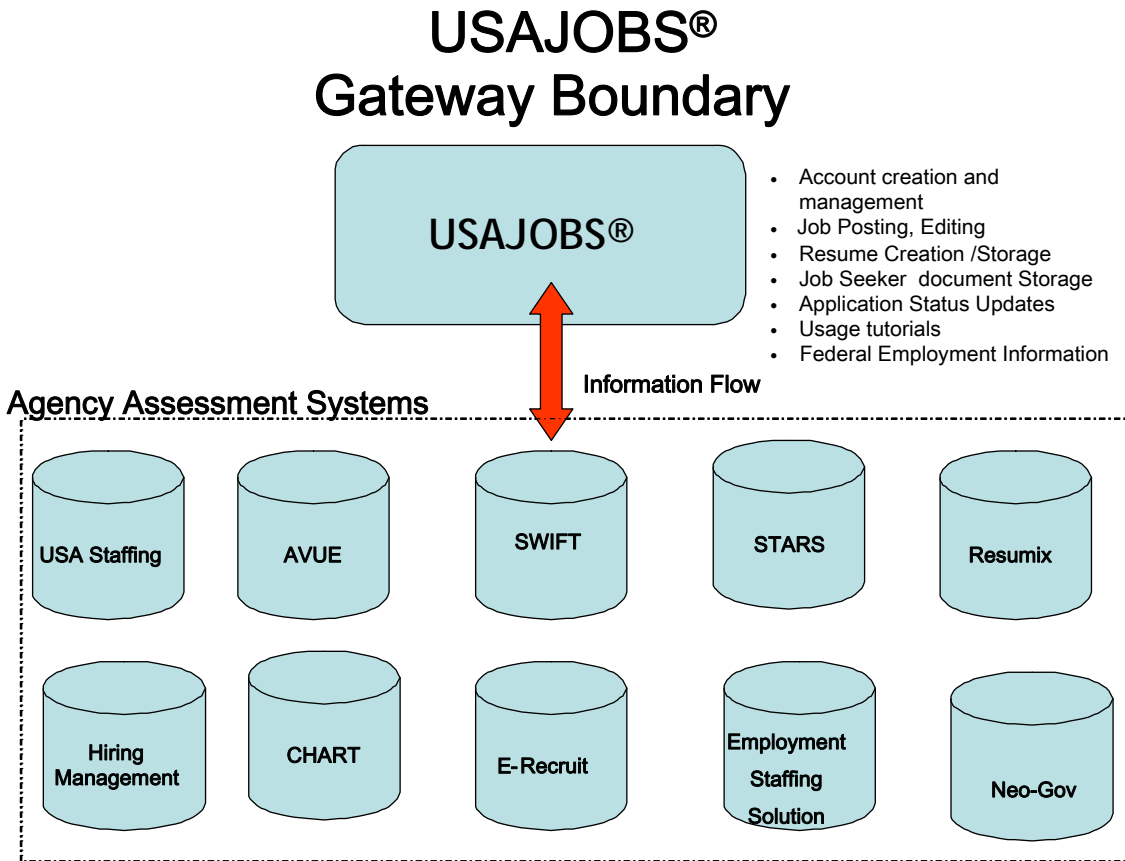 USAJOBS®
Gateway Boundary
USAJOBS®
• Account creation and
management
• Job Posting, Editing
• Resume Creation /Storage
• Job Seeker document Storage
• Application Status Updates
• Usage tutorials
• Federal Employment Information
Information Flow
Agency Assessment Systems
USA Staffing
AVUE
SWIFT
STARS
Resumix
Hiring
Management
CHART
E-Recruit
Employment
Staffing
Solution
Neo-Gov